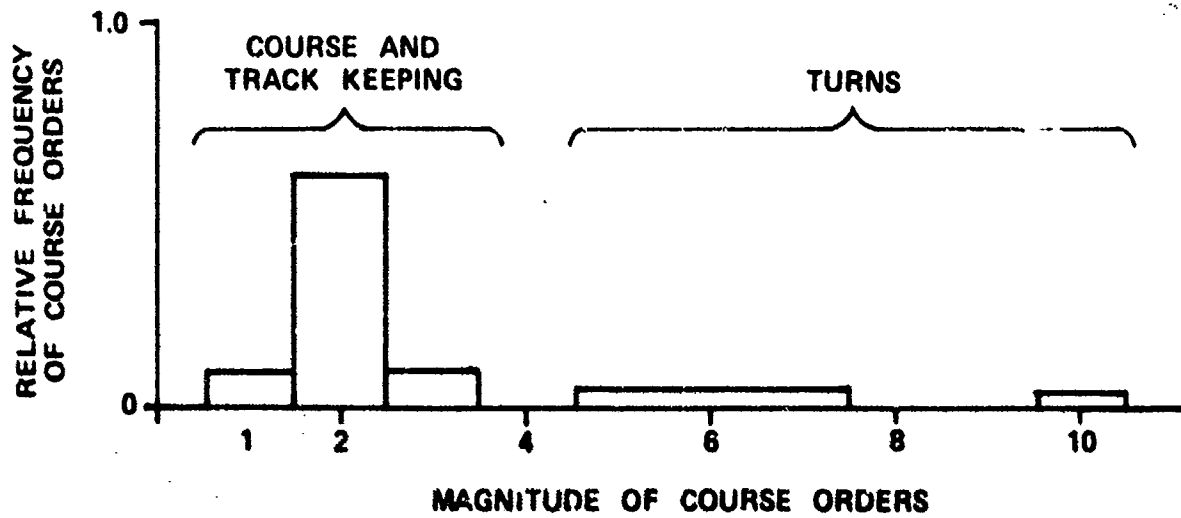 1.0
COURSE AND
TRACK KEEPING
TURNS
RELATIVE FREQUENCY
OF COURSE ORDERS
0
1 2 4 6 8 10
MAGNITUDE OF COURSE ORDERS